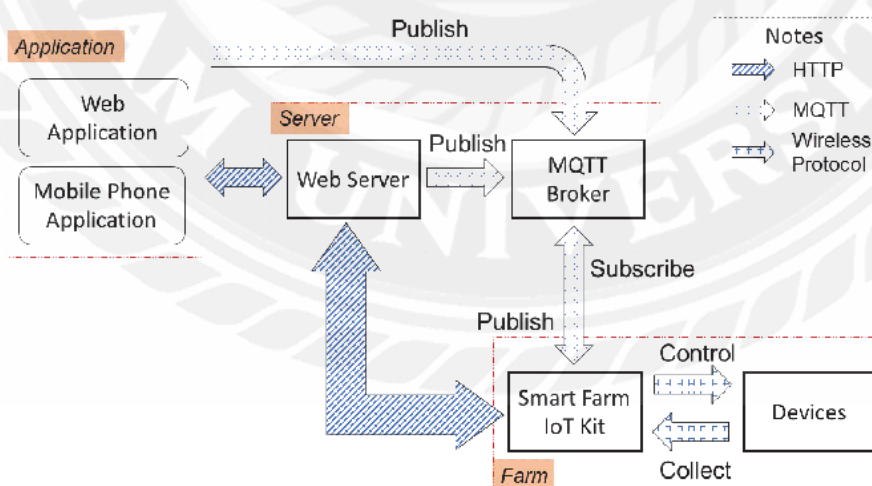 Publish
Application
Notes
HTTP
MQTT
Wireless
Protocol
Web
Application
Mobile Phone
Application
Server
Web Server
Publish
MQTT
Broker
Subscribe
Publish
Control
Smart Farm
IoT Kit
Devices
Collect
Farm
UNIVERSIT